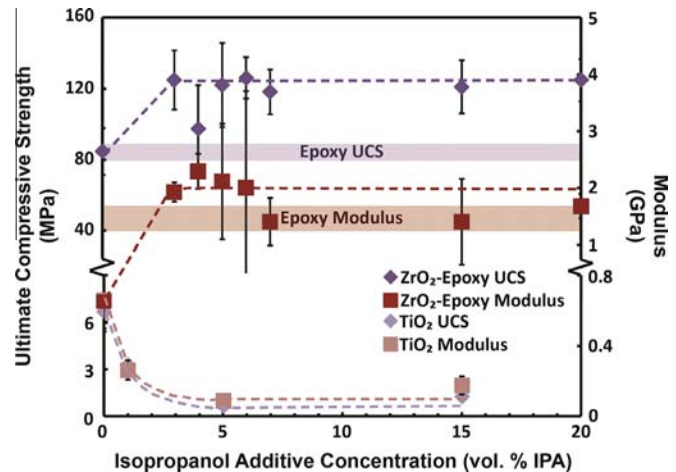 160
120
80
40
6
3
0
5
4
3
2
1
0.8
0.4
0
Ultimate Compressive Strength
(MPa)
Modulus
(GPa)
Epoxy UCS
Epoxy Modulus
ZrO₂-Epoxy UCS
ZrO₂-Epoxy Modulus
TiO₂ UCS
TiO₂ Modulus
0 5 10 15 20
Isopropanol Additive Concentration (vol. % IPA)